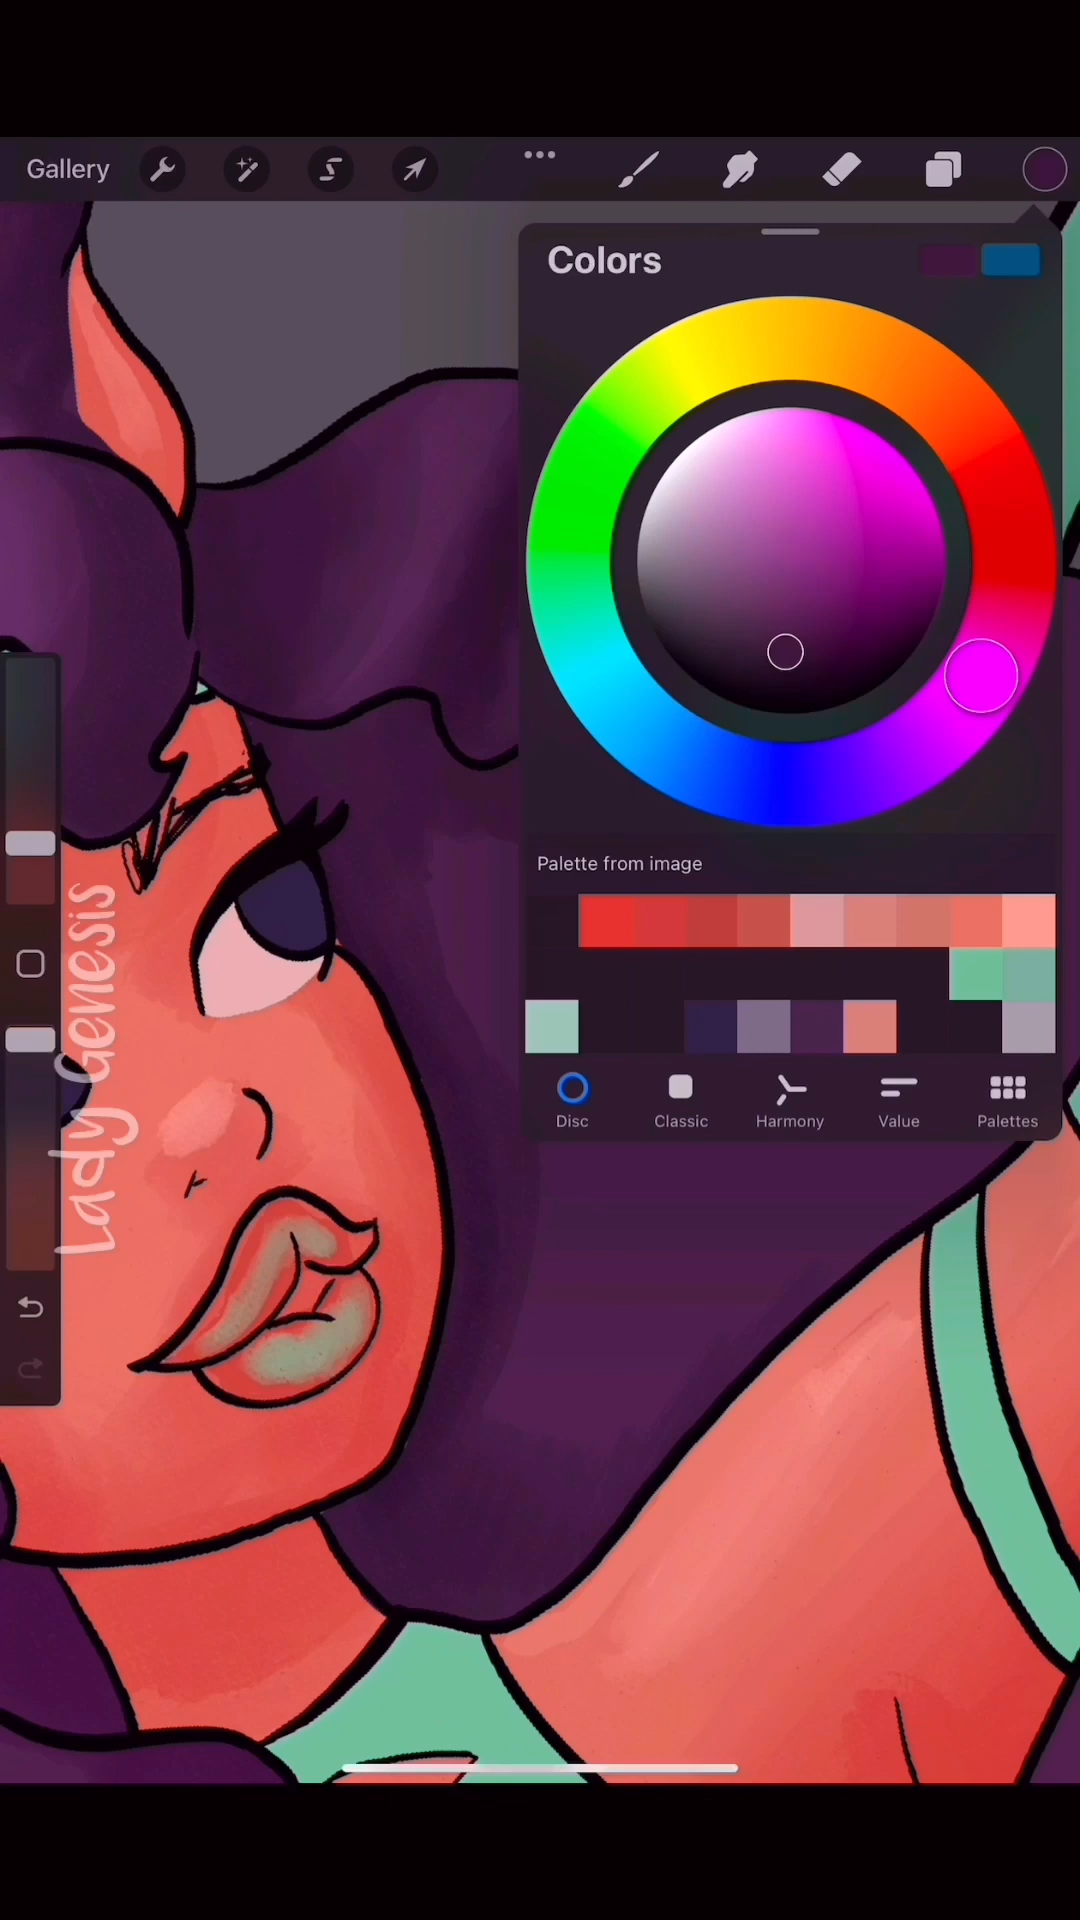 Gallery
Colors
Palette from image
Disc Classic Harmony Value Palettes
Lady Genesis